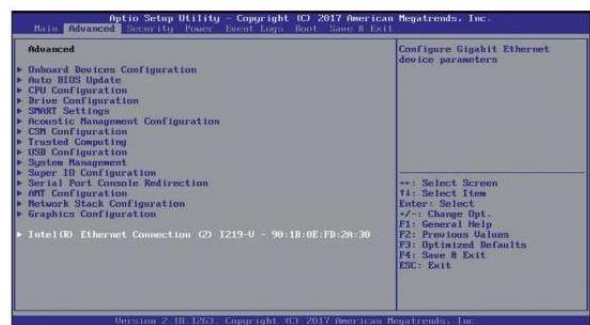 Aptio Setup Utility - Copyright (C) 2017 American Megatrends, Inc.
Main Advanced Security Power Event Logs Boot Save & Exit
Advanced
▶ Onboard Devices Configuration
▶ Auto BIOS Update
▶ CPU Configuration
▶ Drive Configuration
▶ SMART Settings
▶ Acoustic Management Configuration
▶ CSM Configuration
▶ Trusted Computing
▶ USB Configuration
▶ System Management
▶ Super IO Configuration
▶ Serial Port Console Redirection
▶ AMT Configuration
▶ Network Stack Configuration
▶ Graphics Configuration
▶ Intel(R) Ethernet Connection (2) I219-V - 90:1B:0E:FD:2A:30
Configure Gigabit Ethernet
device parameters
↔: Select Screen
↑↓: Select Item
Enter: Select
+/-: Change Opt.
F1: General Help
F2: Previous Values
F3: Optimized Defaults
F4: Save & Exit
ESC: Exit
Version 2.18.1263. Copyright (C) 2017 American Megatrends, Inc.